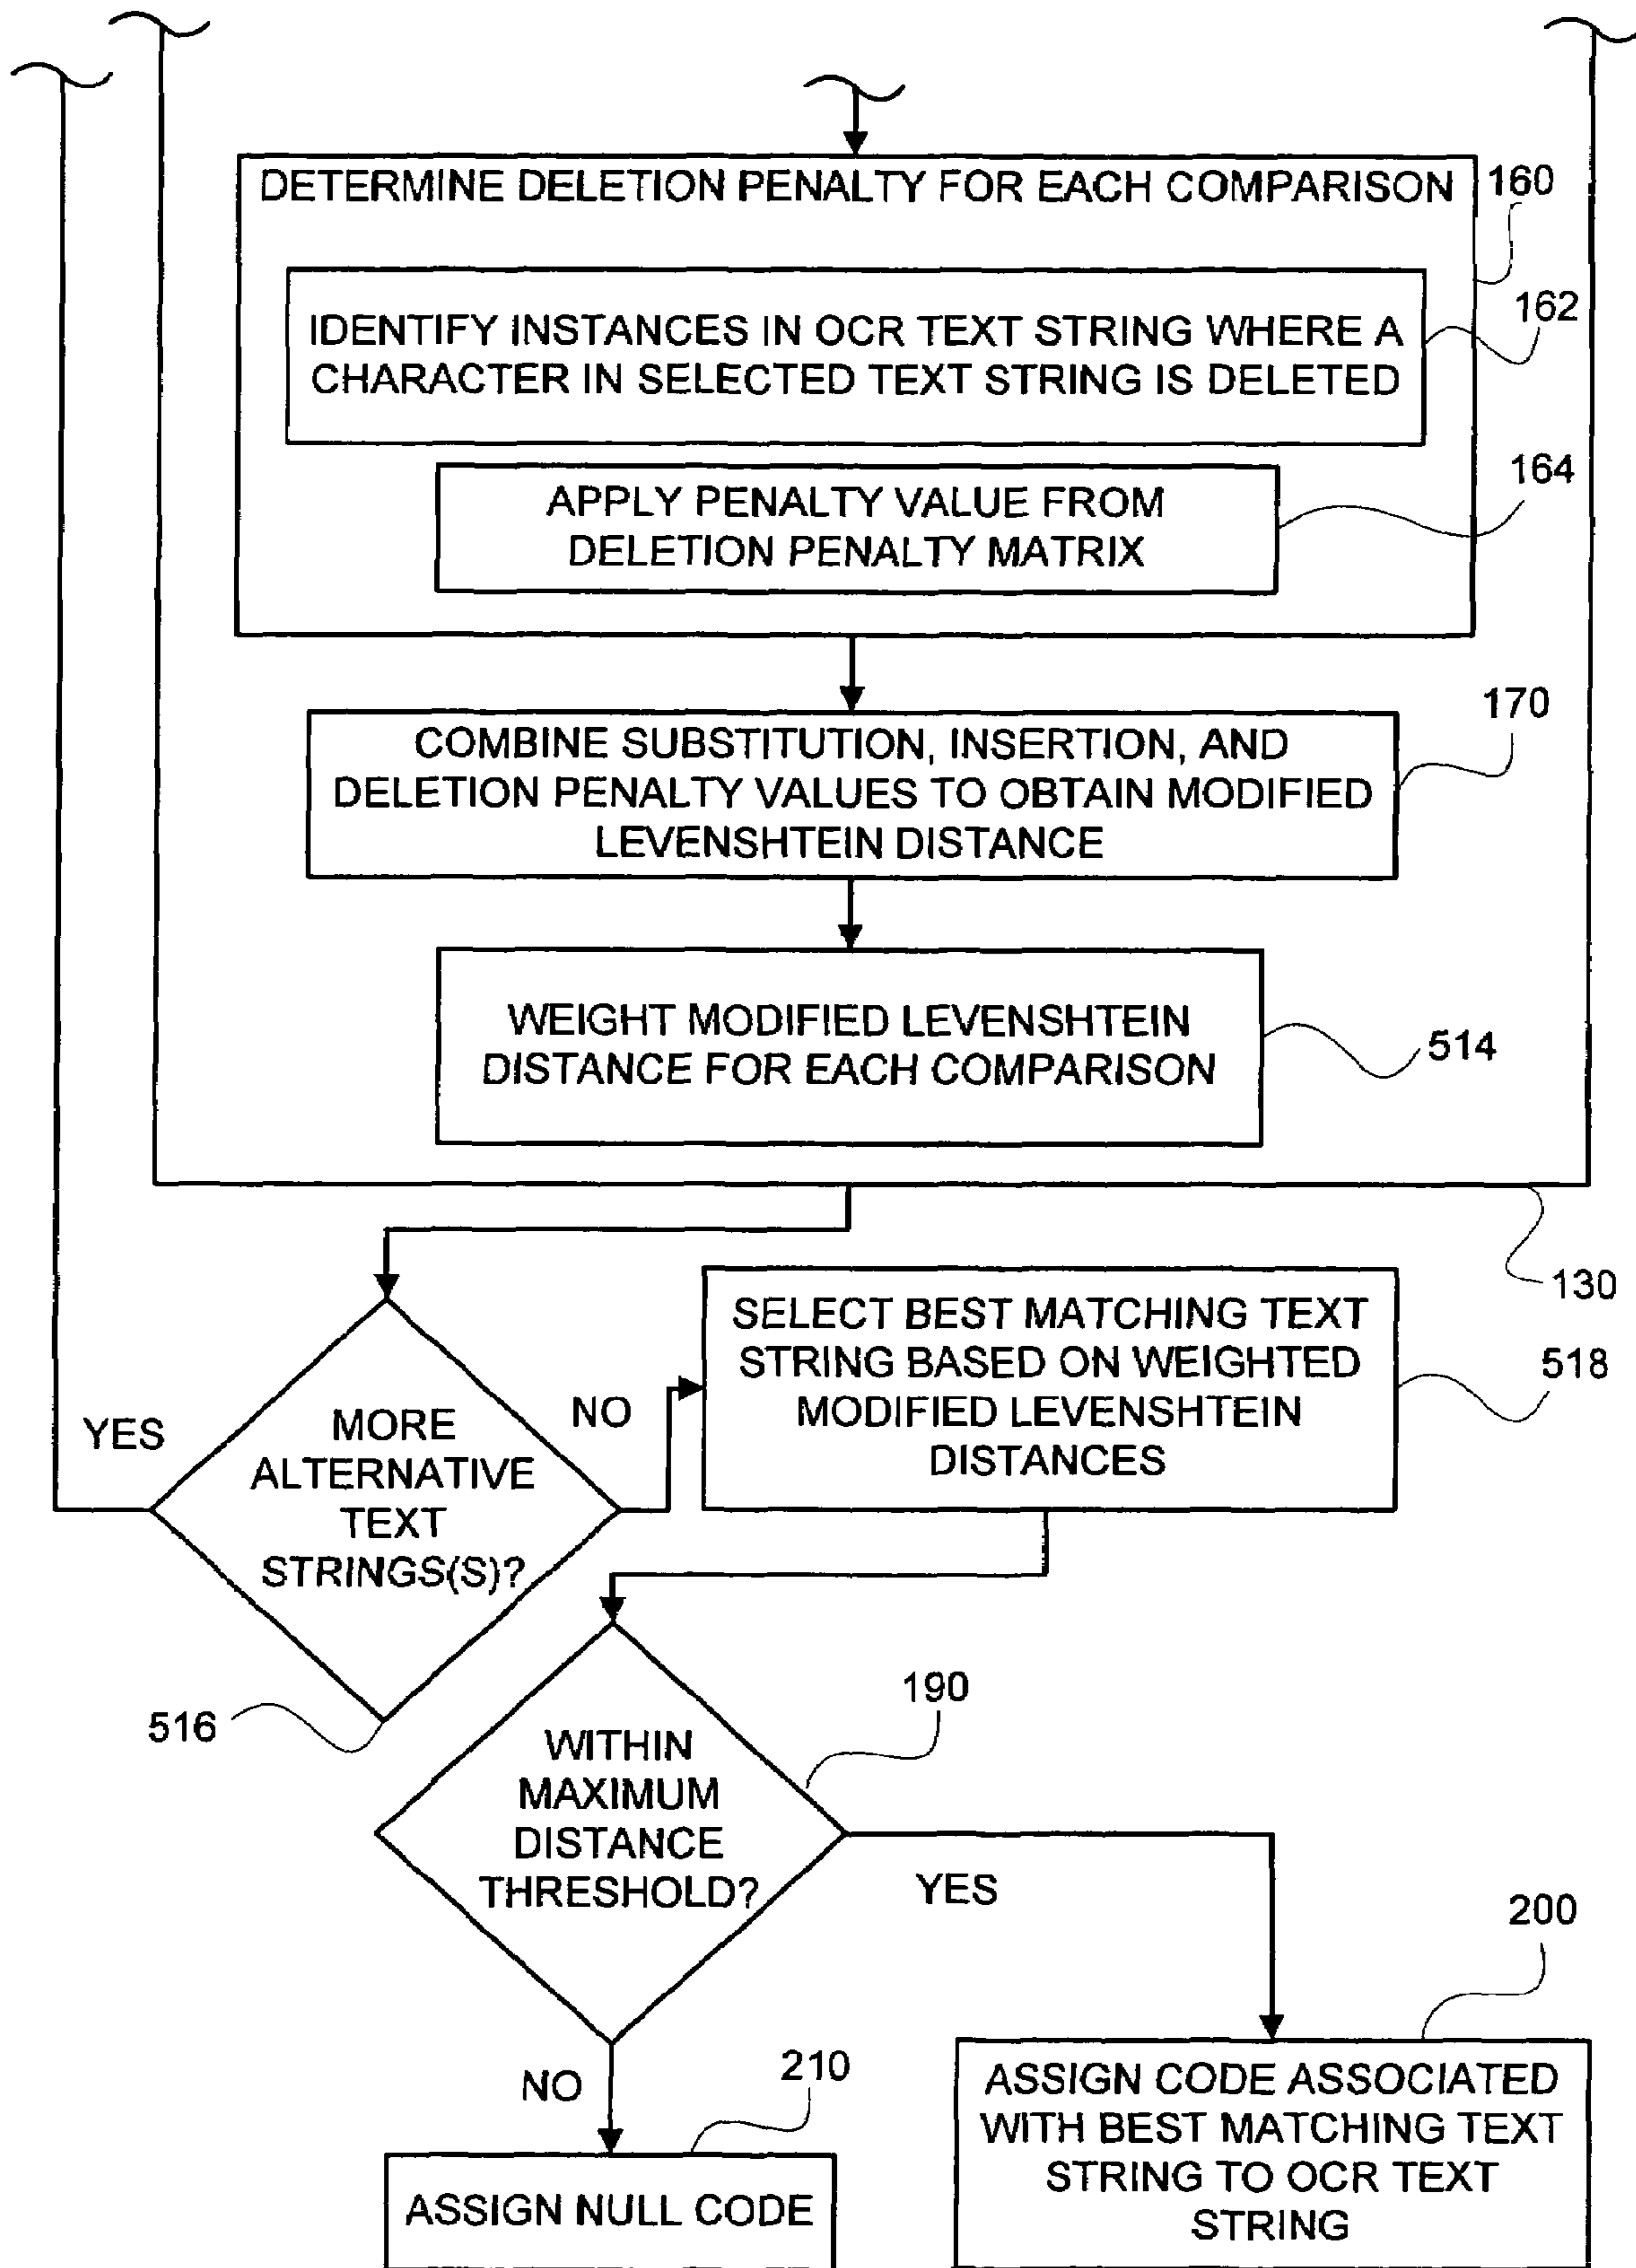 DETERMINE DELETION PENALTY FOR EACH COMPARISON
160
IDENTIFY INSTANCES IN OCR TEXT STRING WHERE A
CHARACTER IN SELECTED TEXT STRING IS DELETED
162
APPLY PENALTY VALUE FROM
DELETION PENALTY MATRIX
164
COMBINE SUBSTITUTION, INSERTION, AND
DELETION PENALTY VALUES TO OBTAIN MODIFIED
LEVENSHTEIN DISTANCE
170
WEIGHT MODIFIED LEVENSHTEIN
DISTANCE FOR EACH COMPARISON
514
130
YES
MORE
ALTERNATIVE
TEXT
STRINGS(S)?
NO
516
SELECT BEST MATCHING TEXT
STRING BASED ON WEIGHTED
MODIFIED LEVENSHTEIN
DISTANCES
518
WITHIN
MAXIMUM
DISTANCE
THRESHOLD?
190
YES
NO
200
ASSIGN CODE ASSOCIATED
WITH BEST MATCHING TEXT
STRING TO OCR TEXT
STRING
210
ASSIGN NULL CODE